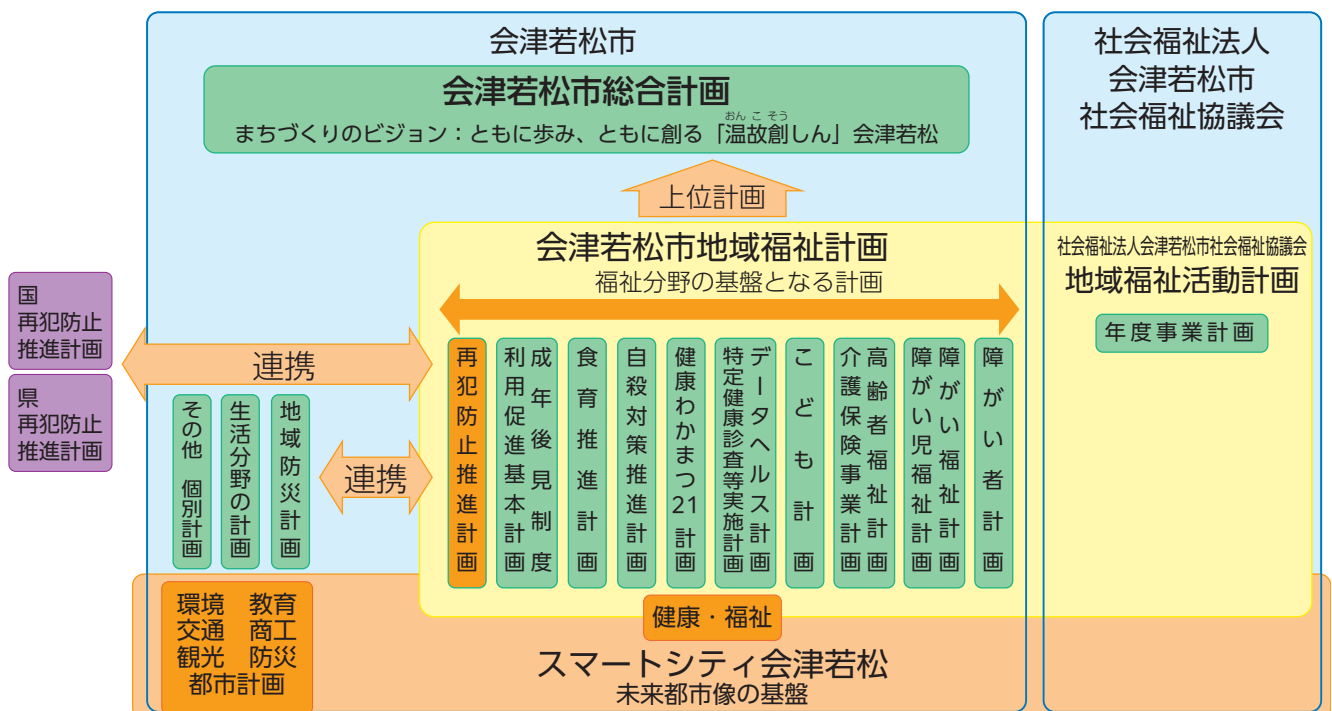 会津若松市
会津若松市総合計画
おんこそう
まちづくりのビジョン：ともに歩み、ともに創る「温故創しん」会津若松
上位計画
社会福祉法人
会津若松市
社会福祉協議会
会津若松市地域福祉計画
福祉分野の基盤となる計画
社会福祉法人会津若松市社会福祉協議会
地域福祉活動計画
年度事業計画
国
再犯防止
推進計画
県
再犯防止
推進計画
連携
その他　個別計画
生活分野の計画
地域防災計画
連携
再犯防止推進計画
成年後見制度
利用促進基本計画
食育推進計画
自殺対策推進計画
健康わかまつ21計画
データヘルス計画
特定健康診査等実施計画
こども計画
高齢者福祉計画
介護保険事業計画
障がい福祉計画
障がい児福祉計画
障がい者計画
環境　教育
交通　商工
観光　防災
都市計画
健康・福祉
スマートシティ会津若松
未来都市像の基盤